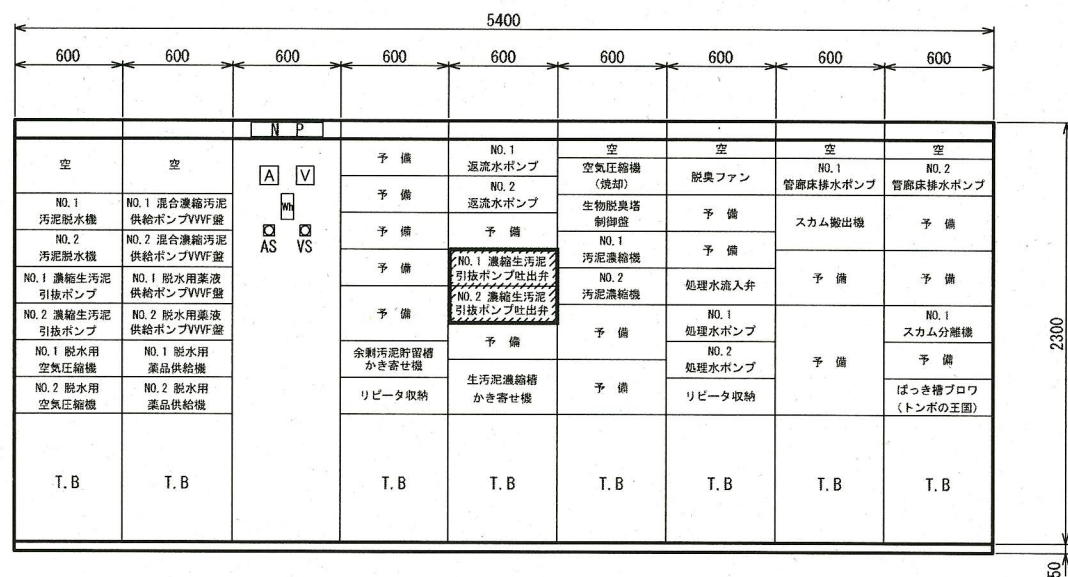 5400
600
600
600
600
600
600
600
600
600
N P
空
NO.1
汚泥脱水機
NO.2
汚泥脱水機
NO.1 濃縮生汚泥
引抜ポンプ
NO.2 濃縮生汚泥
引抜ポンプ
NO.1 脱水用
空気圧縮機
NO.2 脱水用
空気圧縮機
T.B
空
NO.1 混合濃縮汚泥
供給ポンプVVVF盤
NO.2 混合濃縮汚泥
供給ポンプVVVF盤
NO.1 脱水用薬液
供給ポンプVVVF盤
NO.2 脱水用薬液
供給ポンプVVVF盤
NO.1 脱水用
薬品供給機
NO.2 脱水用
薬品供給機
T.B
A V
Wh
AS VS
予 備
予 備
予 備
予 備
予 備
余剰汚泥貯留槽
かき寄せ機
リピータ収納
T.B
NO.1
返流水ポンプ
NO.2
返流水ポンプ
予 備
NO.1 濃縮生汚泥
引抜ポンプ吐出弁
NO.2 濃縮生汚泥
引抜ポンプ吐出弁
予 備
生汚泥濃縮槽
かき寄せ機
T.B
空
空気圧縮機
(焼却)
生物脱臭塔
制御盤
NO.1
汚泥濃縮機
NO.2
汚泥濃縮機
予 備
予 備
T.B
空
脱臭ファン
予 備
予 備
処理水流入弁
NO.1
処理水ポンプ
NO.2
処理水ポンプ
リピータ収納
T.B
空
NO.1
管廊床排水ポンプ
スカム搬出機
予 備
予 備
T.B
空
NO.2
管廊床排水ポンプ
予 備
予 備
NO.1
スカム分離機
予 備
ばっき槽ブロワ
(トンボの王国)
T.B
2300
50